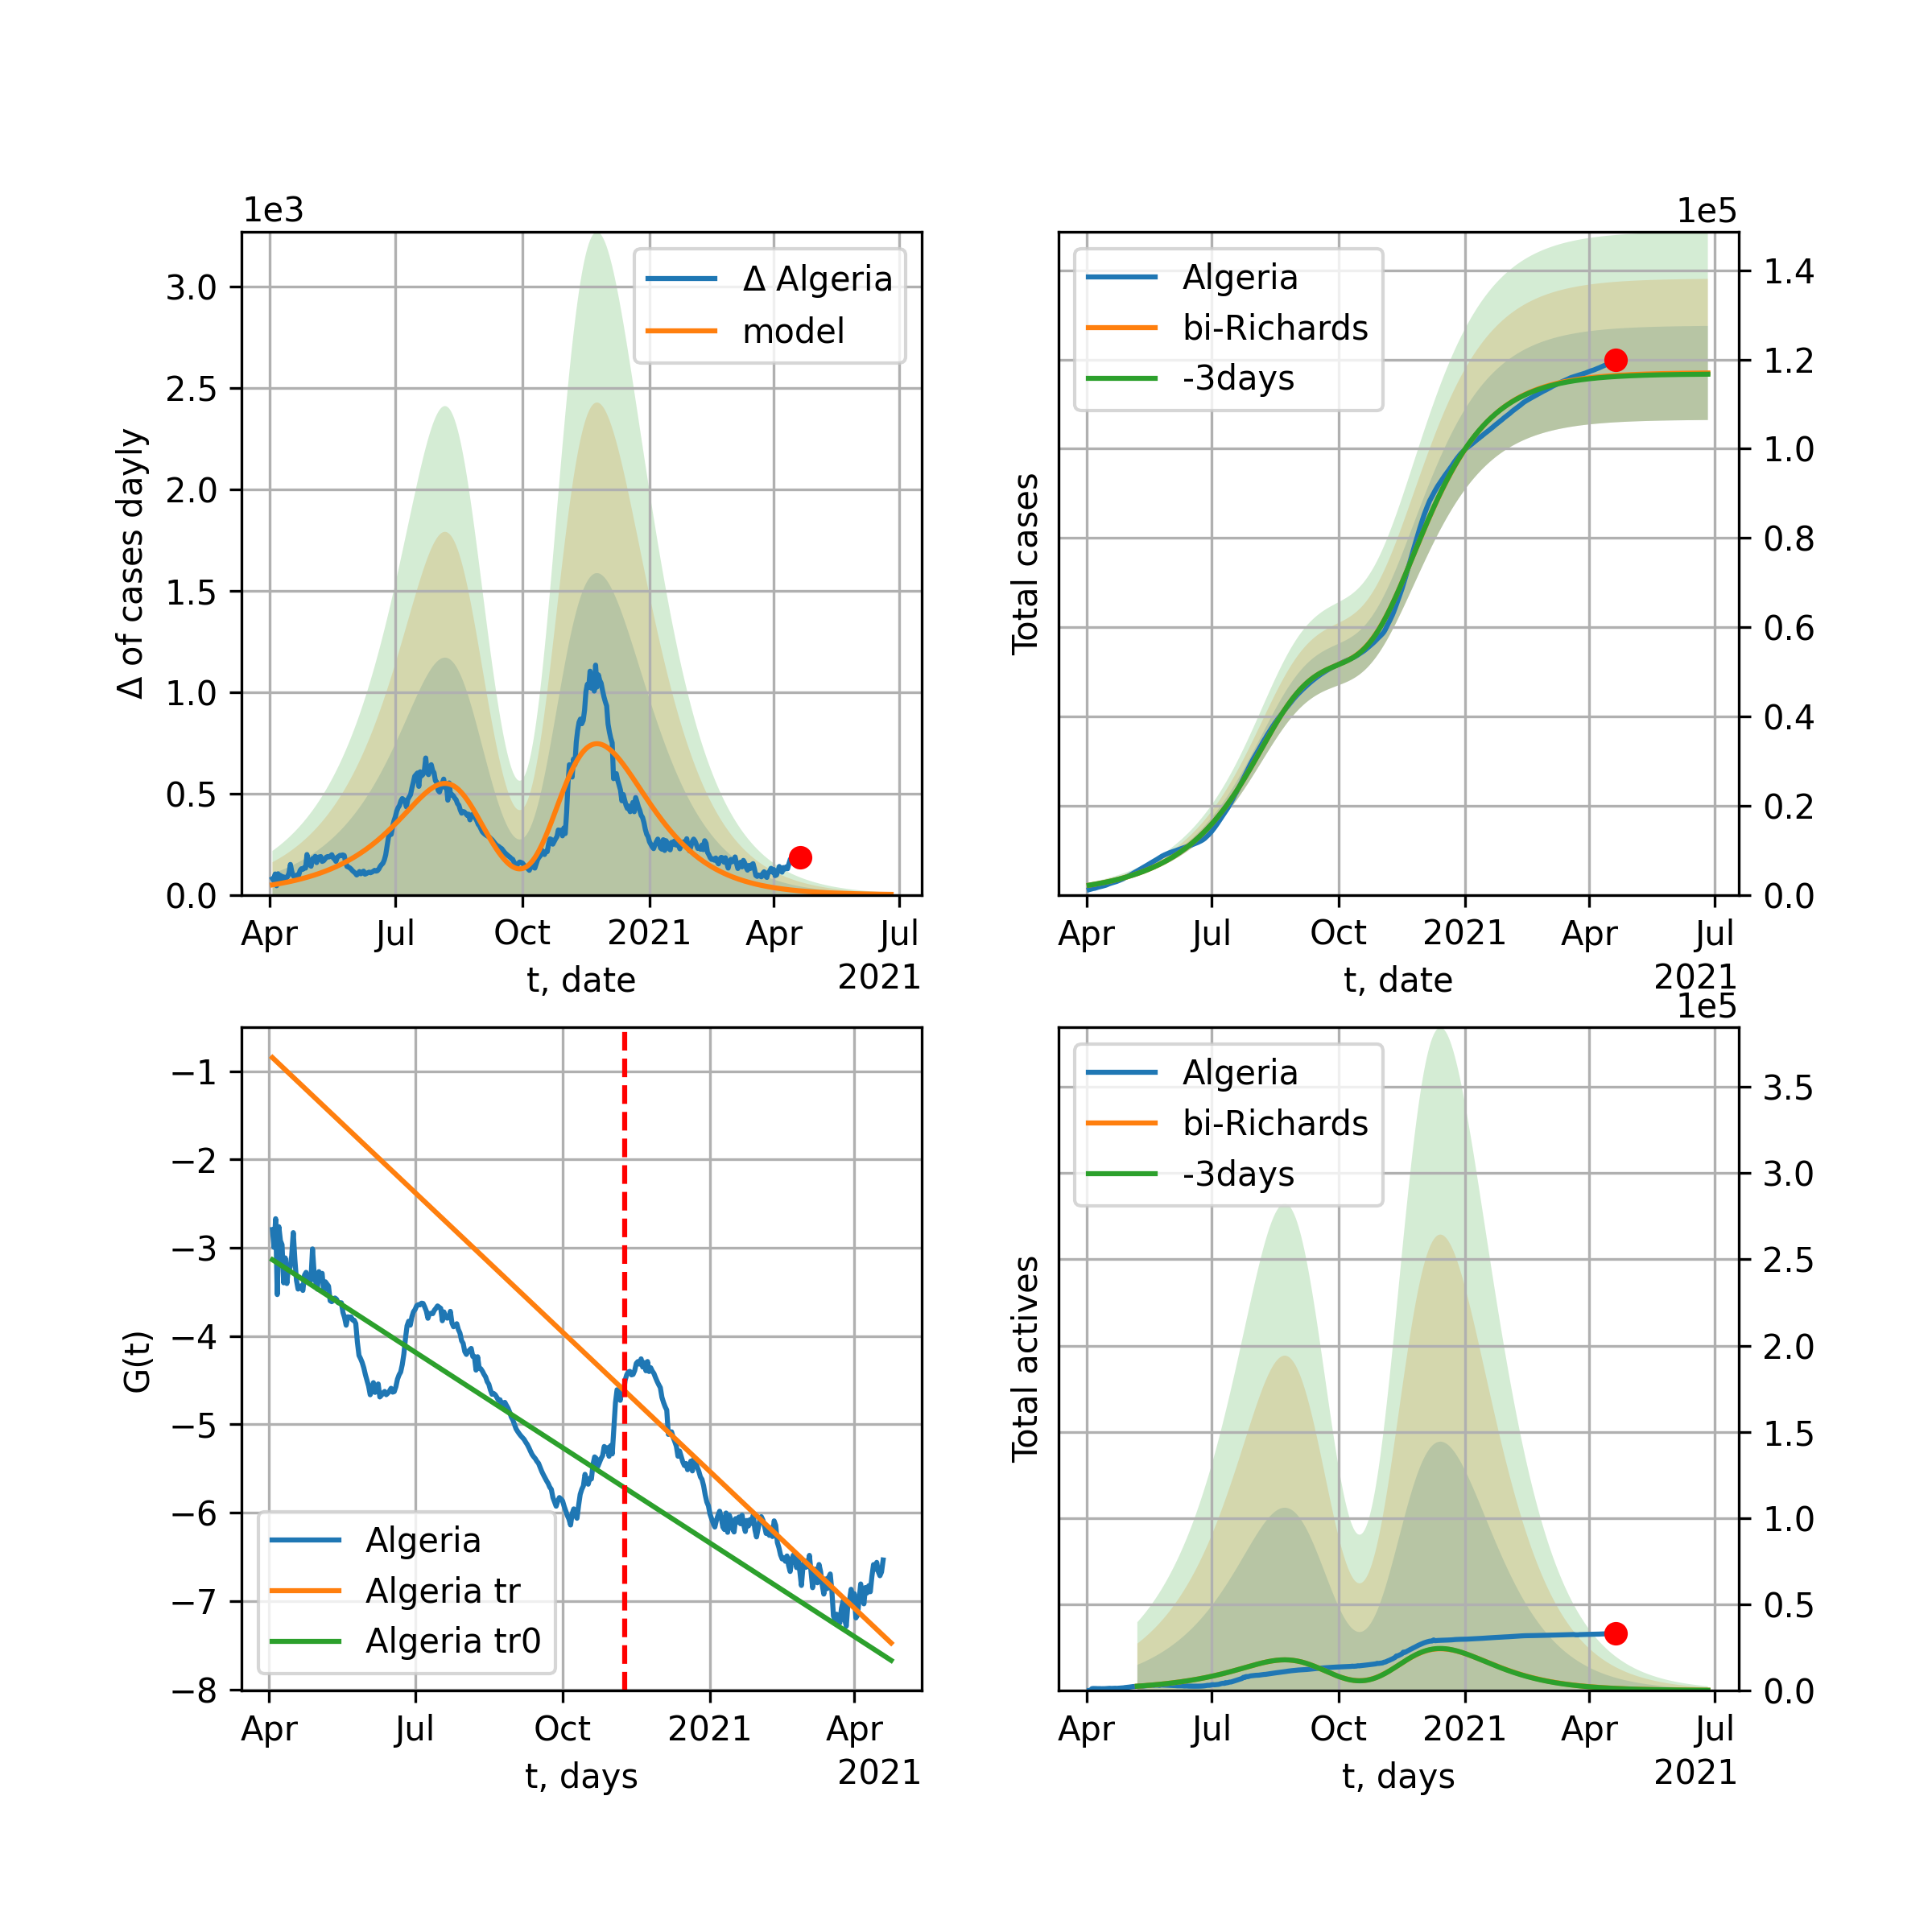 1e3
Δ of cases dayly
3.0
2.5
2.0
1.5
1.0
0.5
0.0
Δ Algeria
model
Apr
Jul
Oct
2021
Apr
Jul
t, date
2021
1e5
Total cases
Algeria
bi-Richards
-3days
1.4
1.2
1.0
0.8
0.6
0.4
0.2
0.0
Apr
Jul
Oct
2021
Apr
Jul
t, date
2021
G(t)
−1
−2
−3
−4
−5
−6
−7
−8
Algeria
Algeria tr
Algeria tr0
Apr
Jul
Oct
2021
Apr
t, days
2021
1e5
Total actives
Algeria
bi-Richards
-3days
3.5
3.0
2.5
2.0
1.5
1.0
0.5
0.0
Apr
Jul
Oct
2021
Apr
Jul
t, days
2021